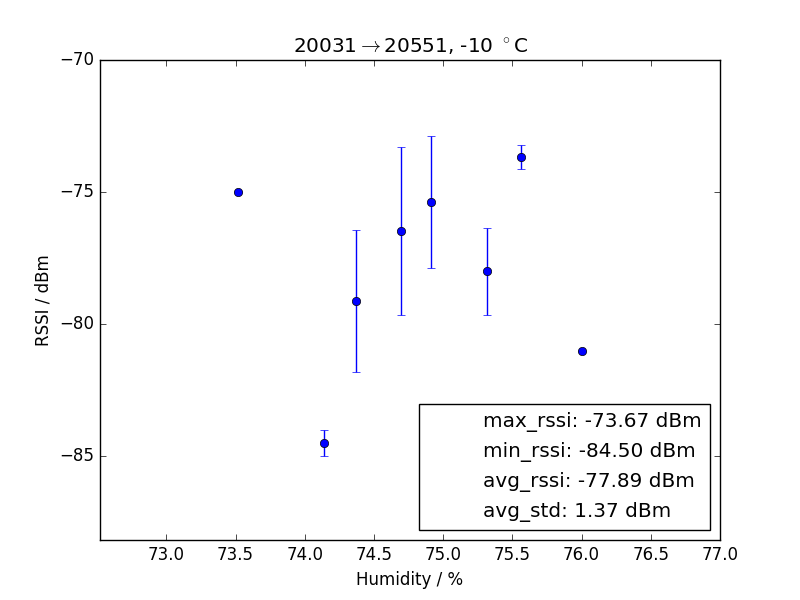 20031→20551, -10 °C
−70
−75
−80
−85
RSSI / dBm
max_rssi: -73.67 dBm
min_rssi: -84.50 dBm
avg_rssi: -77.89 dBm
avg_std: 1.37 dBm
73.0 73.5 74.0 74.5 75.0 75.5 76.0 76.5 77.0
Humidity / %